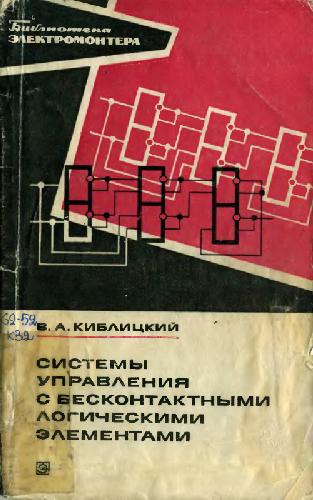 Библиотека
ЭЛЕКТРОМОНТЕРА
В. А. КИБЛИЦКИЙ
СИСТЕМЫ
УПРАВЛЕНИЯ
С БЕСКОНТАКТНЫМИ
ЛОГИЧЕСКИМИ
ЭЛЕМЕНТАМИ